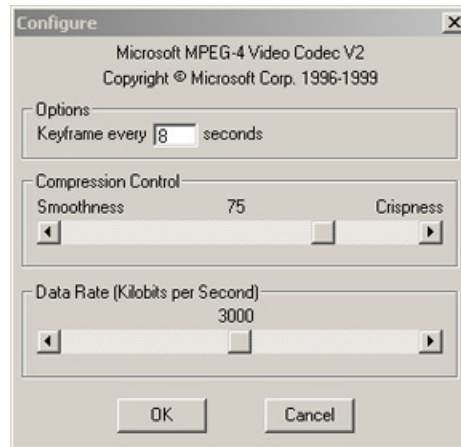 Configure
Microsoft MPEG-4 Video Codec V2
Copyright © Microsoft Corp. 1996-1999
Options
Keyframe every 8 seconds
Compression Control
Smoothness 75 Crispness
Data Rate (Kilobits per Second)
3000
OK Cancel